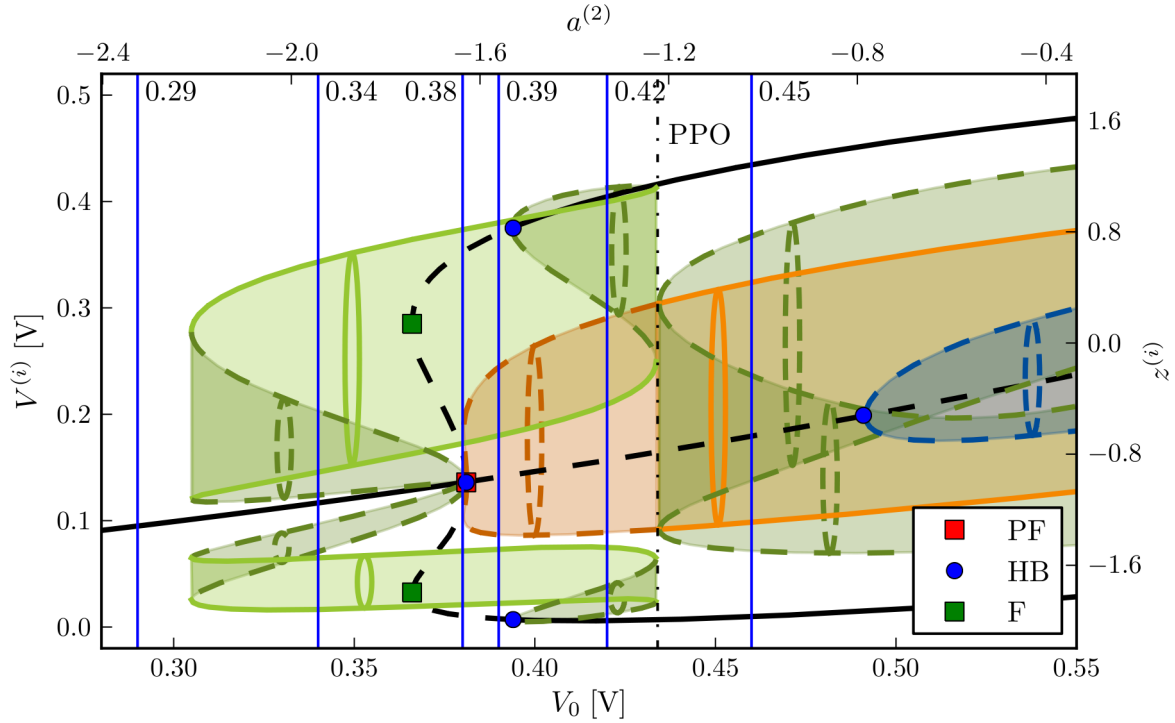 a⁽²⁾
−2.4 −2.0 −1.6 −1.2 −0.8 −0.4
0.5
0.4
0.3
0.2
0.1
0.0
V⁽ⁱ⁾ [V]
0.29 0.34 0.38 0.39 0.42 0.45
PPO
1.6
0.8
0.0
−0.8
−1.6
z⁽ⁱ⁾
PF
HB
F
0.30 0.35 0.40 0.45 0.50 0.55
V₀ [V]